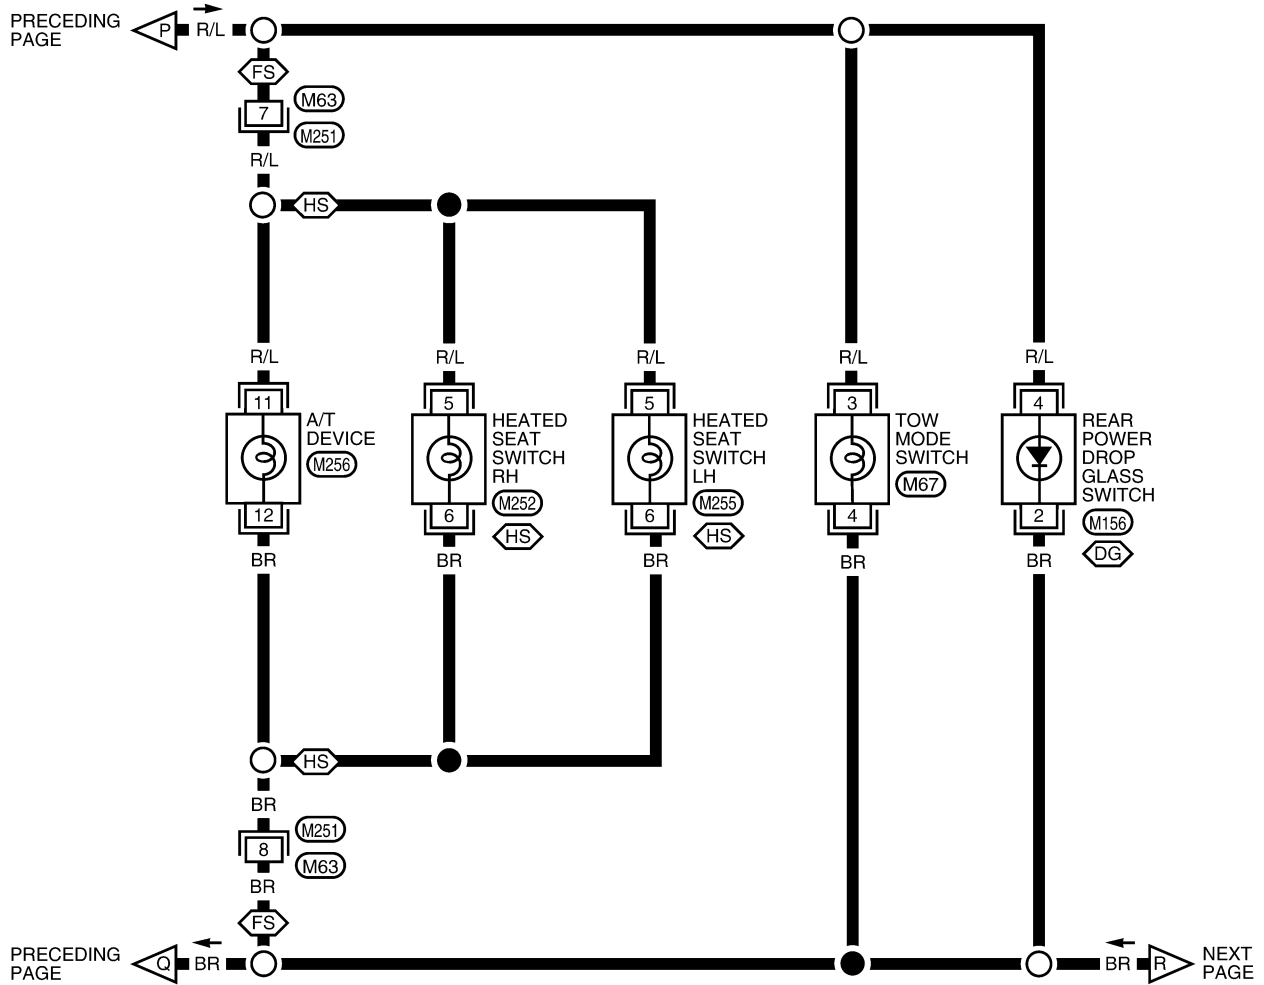 PRECEDING
PAGE
P
R/L
FS
7
M63
M251
R/L
HS
R/L
R/L
R/L
R/L
R/L
11
5
5
3
4
A/T
DEVICE
M256
HEATED
SEAT
SWITCH
RH
M252
HS
HEATED
SEAT
SWITCH
LH
M255
HS
TOW
MODE
SWITCH
M67
REAR
POWER
DROP
GLASS
SWITCH
M156
DG
12
6
6
4
2
BR
BR
BR
BR
BR
HS
BR
M251
8
M63
BR
FS
PRECEDING
PAGE
Q
BR
BR
R
NEXT
PAGE